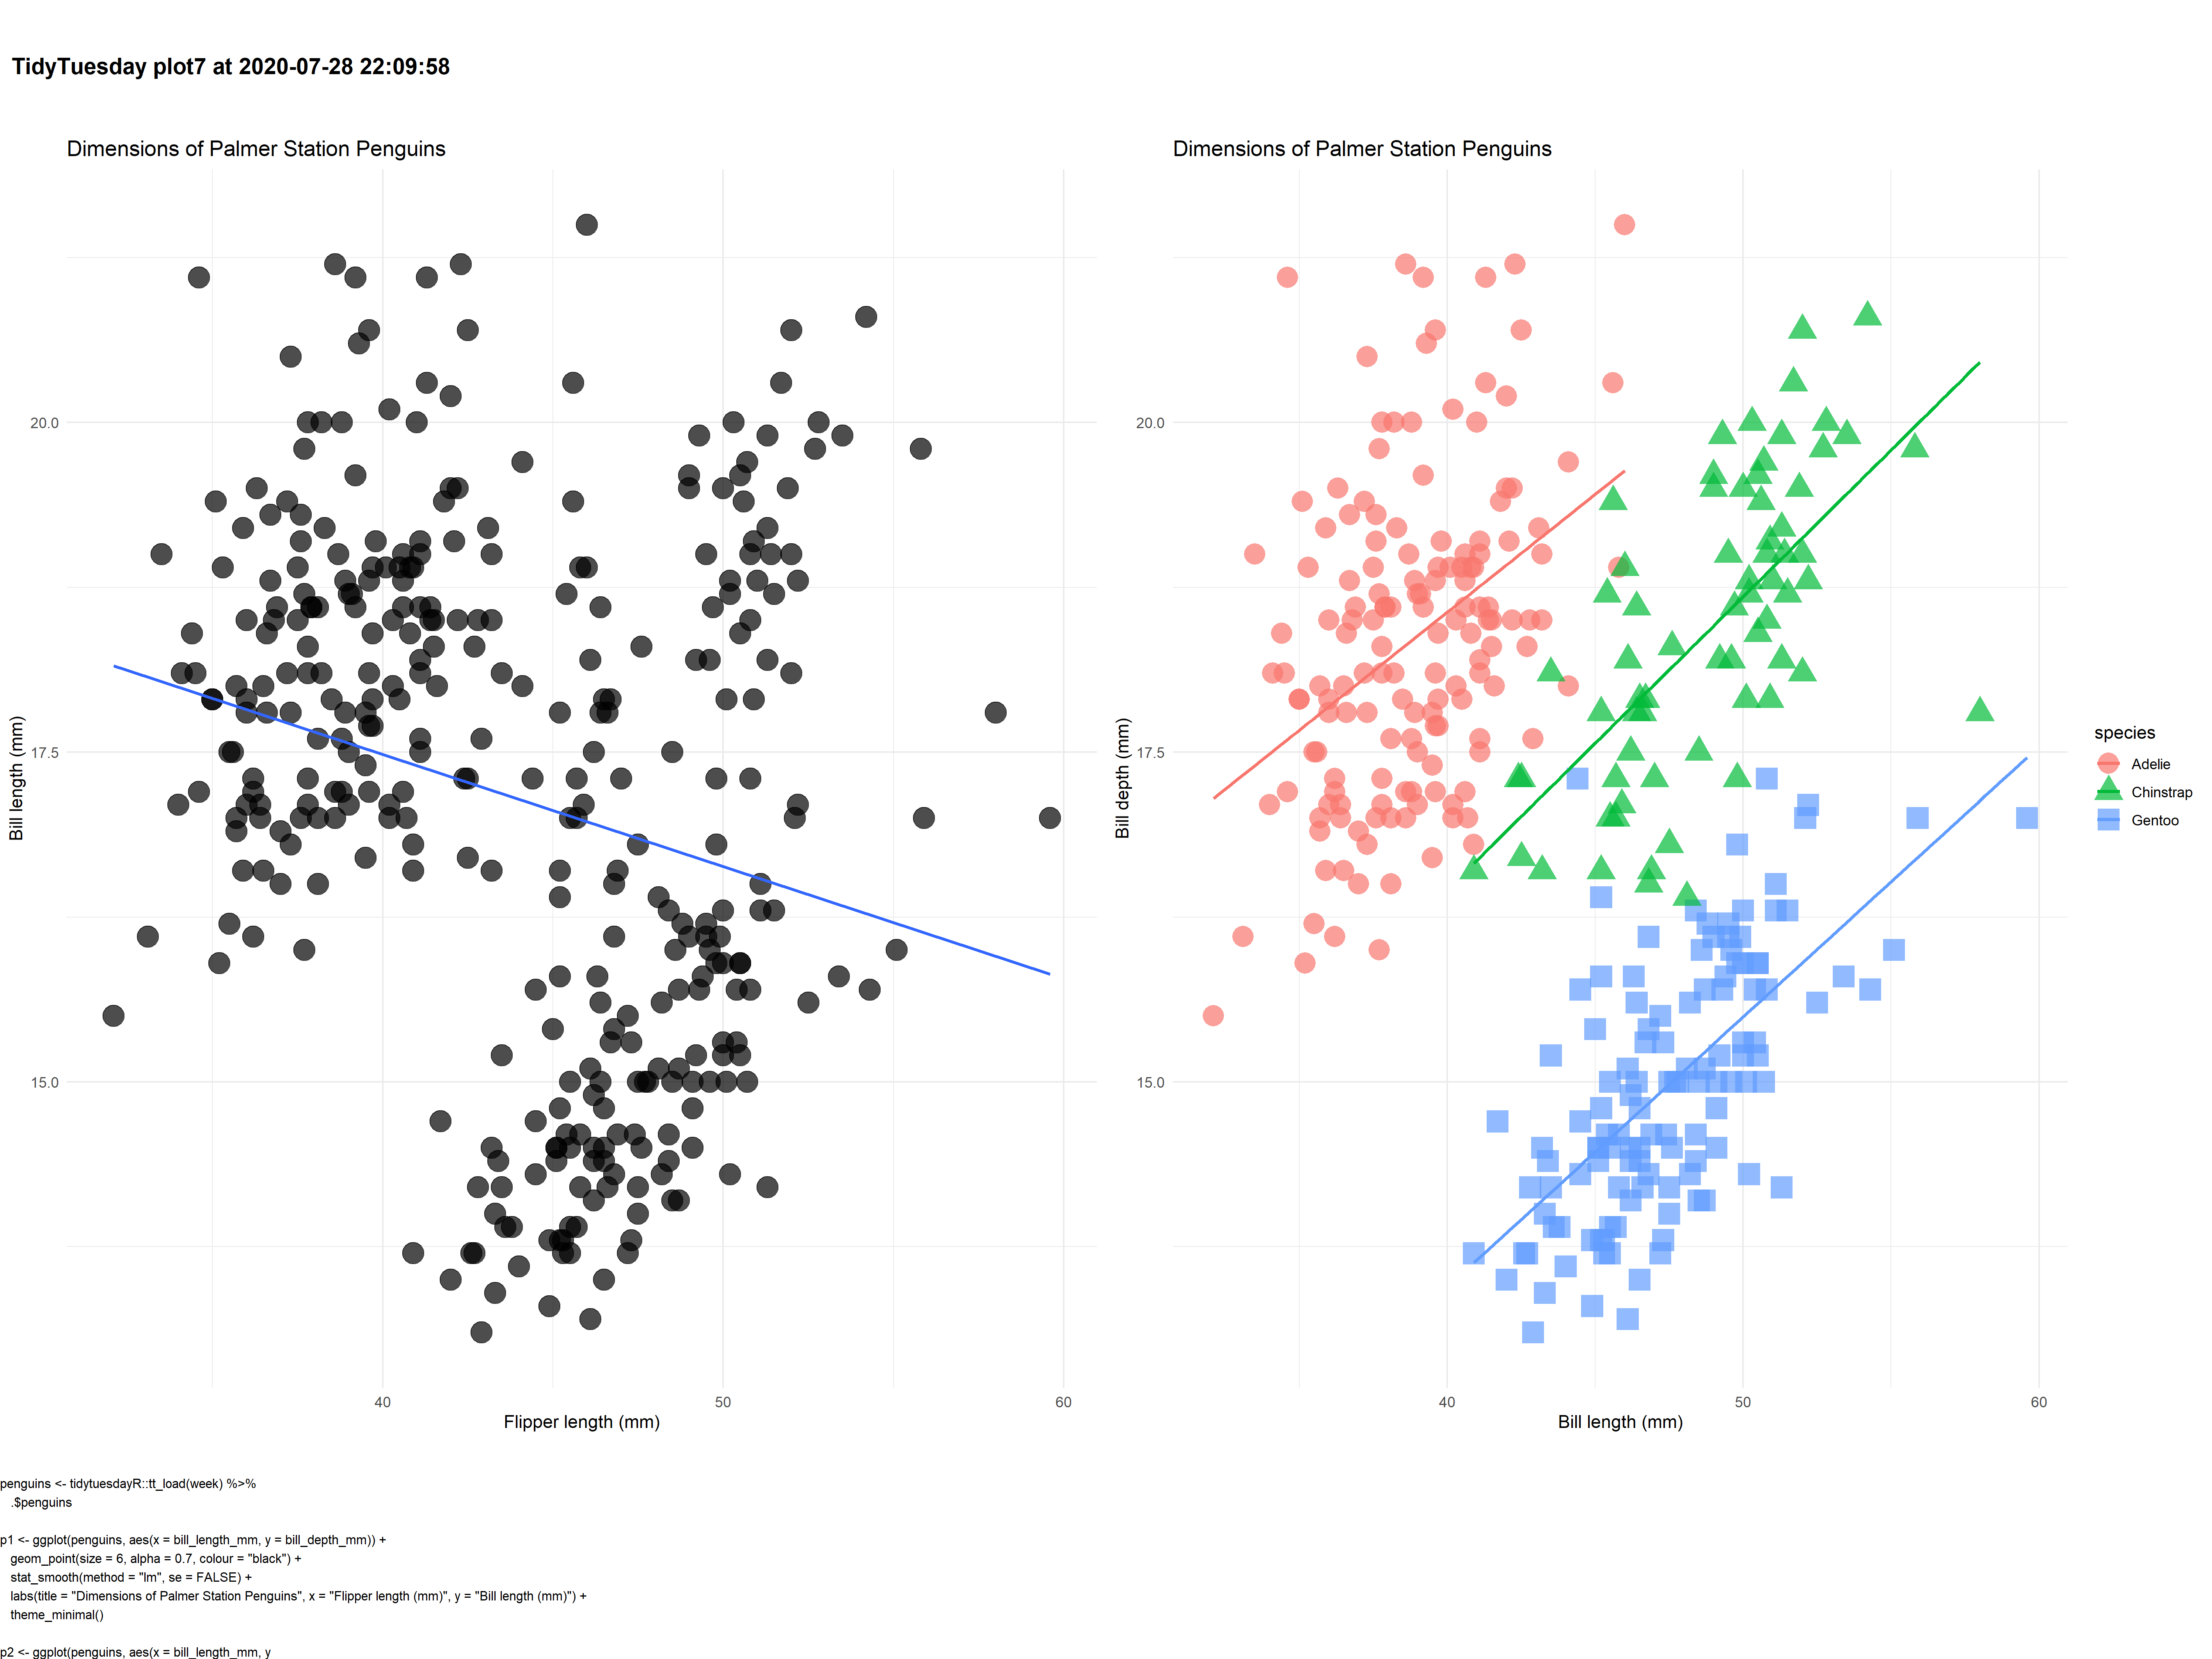 TidyTuesday plot7 at 2020-07-28 22:09:58
Dimensions of Palmer Station Penguins
20.0
17.5
15.0
Bill length (mm)
40
50
60
Flipper length (mm)
Dimensions of Palmer Station Penguins
20.0
17.5
15.0
Bill depth (mm)
40
50
60
Bill length (mm)
species
Adelie
Chinstrap
Gentoo
penguins <- tidytuesdayR::tt_load(week) %>%
.$penguins
p1 <- ggplot(penguins, aes(x = bill_length_mm, y = bill_depth_mm)) +
geom_point(size = 6, alpha = 0.7, colour = "black") +
stat_smooth(method = "lm", se = FALSE) +
labs(title = "Dimensions of Palmer Station Penguins", x = "Flipper length (mm)", y = "Bill length (mm)") +
theme_minimal()
p2 <- ggplot(penguins, aes(x = bill_length_mm, y